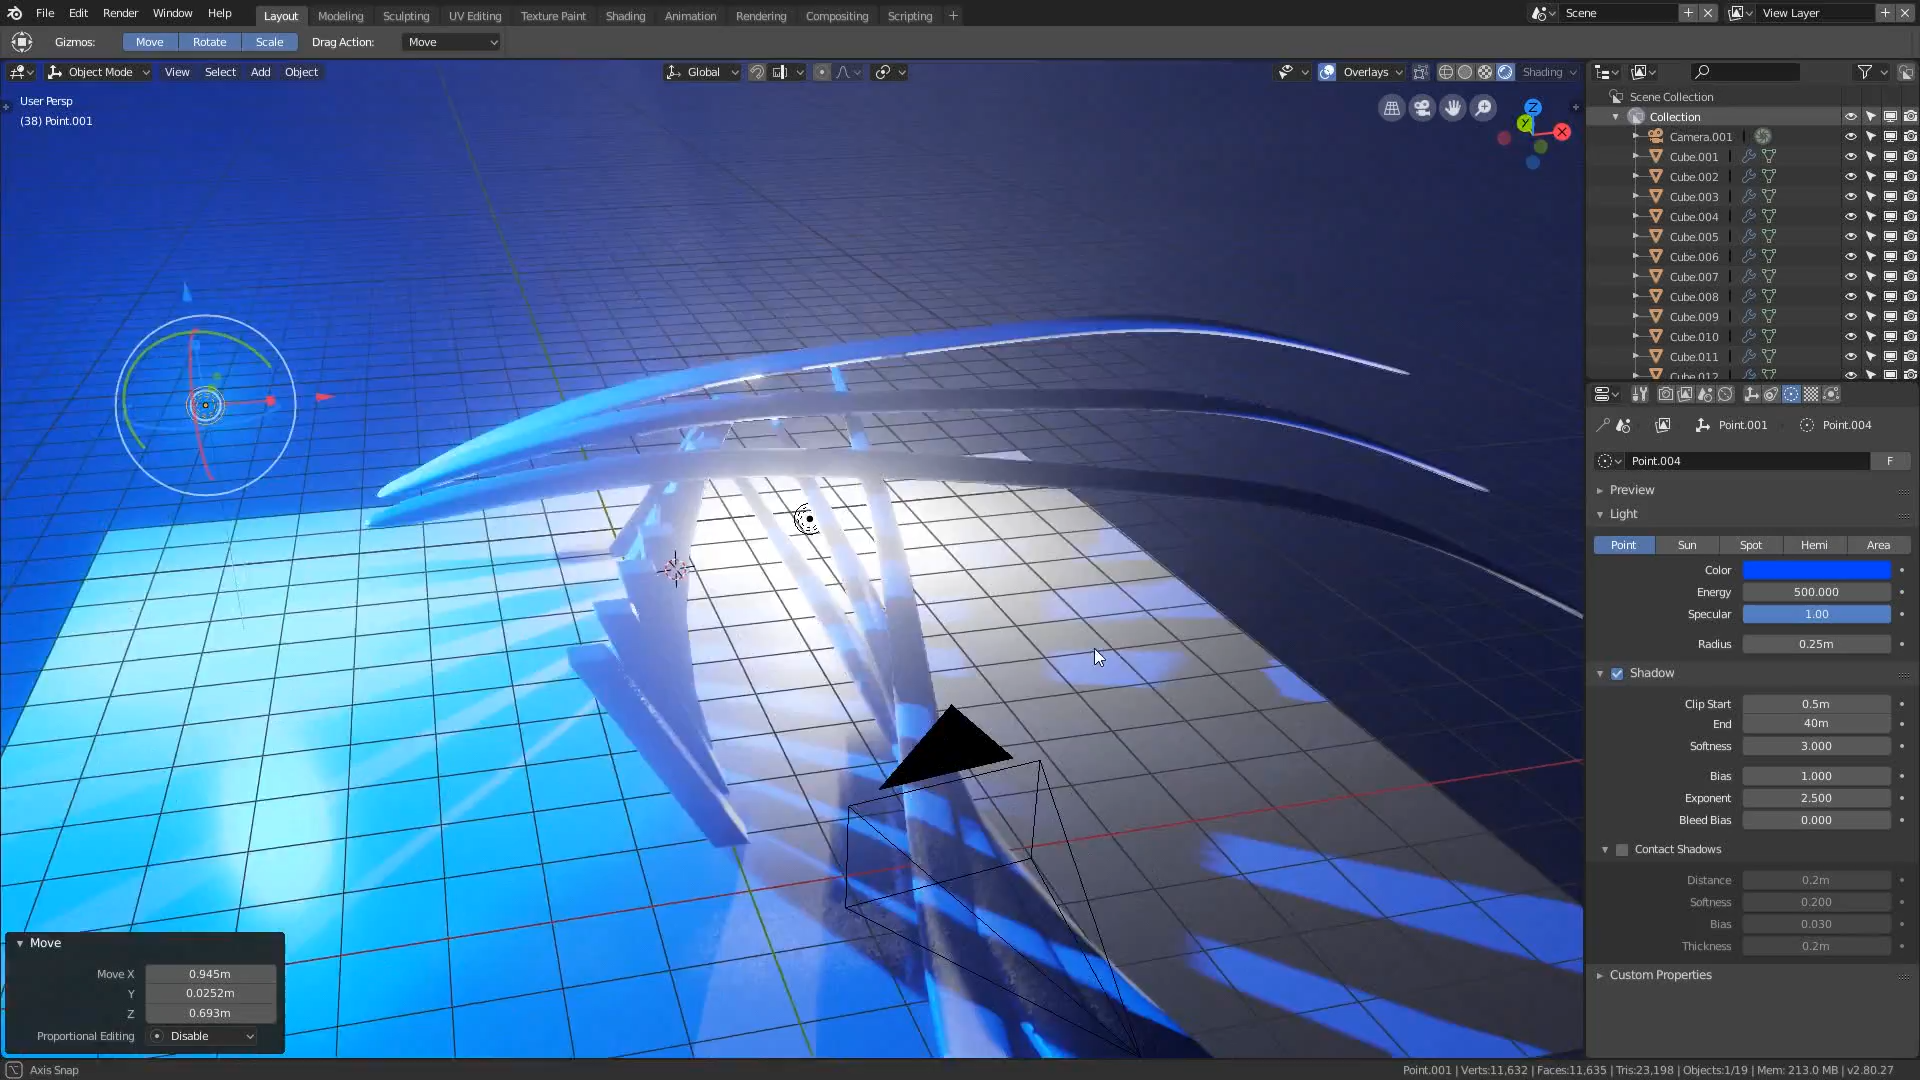 File Edit Render Window Help Layout Modeling Sculpting UV Editing Texture Paint Shading Animation Rendering Compositing Scripting Scene View Layer
Gizmos: Move Rotate Scale Drag Action: Move
Object Mode View Select Add Object Global Overlays Shading
User Persp
(38) Point.001
Z
Y
X
Scene Collection
Collection
Camera.001
Cube.001
Cube.002
Cube.003
Cube.004
Cube.005
Cube.006
Cube.007
Cube.008
Cube.009
Cube.010
Cube.011
Cube.012
Point.001 Point.004
Point.004 F
Preview
Light
Point Sun Spot Hemi Area
Color
Energy 500.000
Specular 1.00
Radius 0.25m
Shadow
Clip Start 0.5m
End 40m
Softness 3.000
Bias 1.000
Exponent 2.500
Bleed Bias 0.000
Contact Shadows
Distance 0.2m
Softness 0.200
Bias 0.030
Thickness 0.2m
Custom Properties
Move
Move X 0.945m
Y 0.0252m
Z 0.693m
Proportional Editing Disable
Axis Snap
Point.001 | Verts:11,632 | Faces:11,635 | Tris:23,198 | Objects:1/19 | Mem: 213.0 MB | v2.80.27